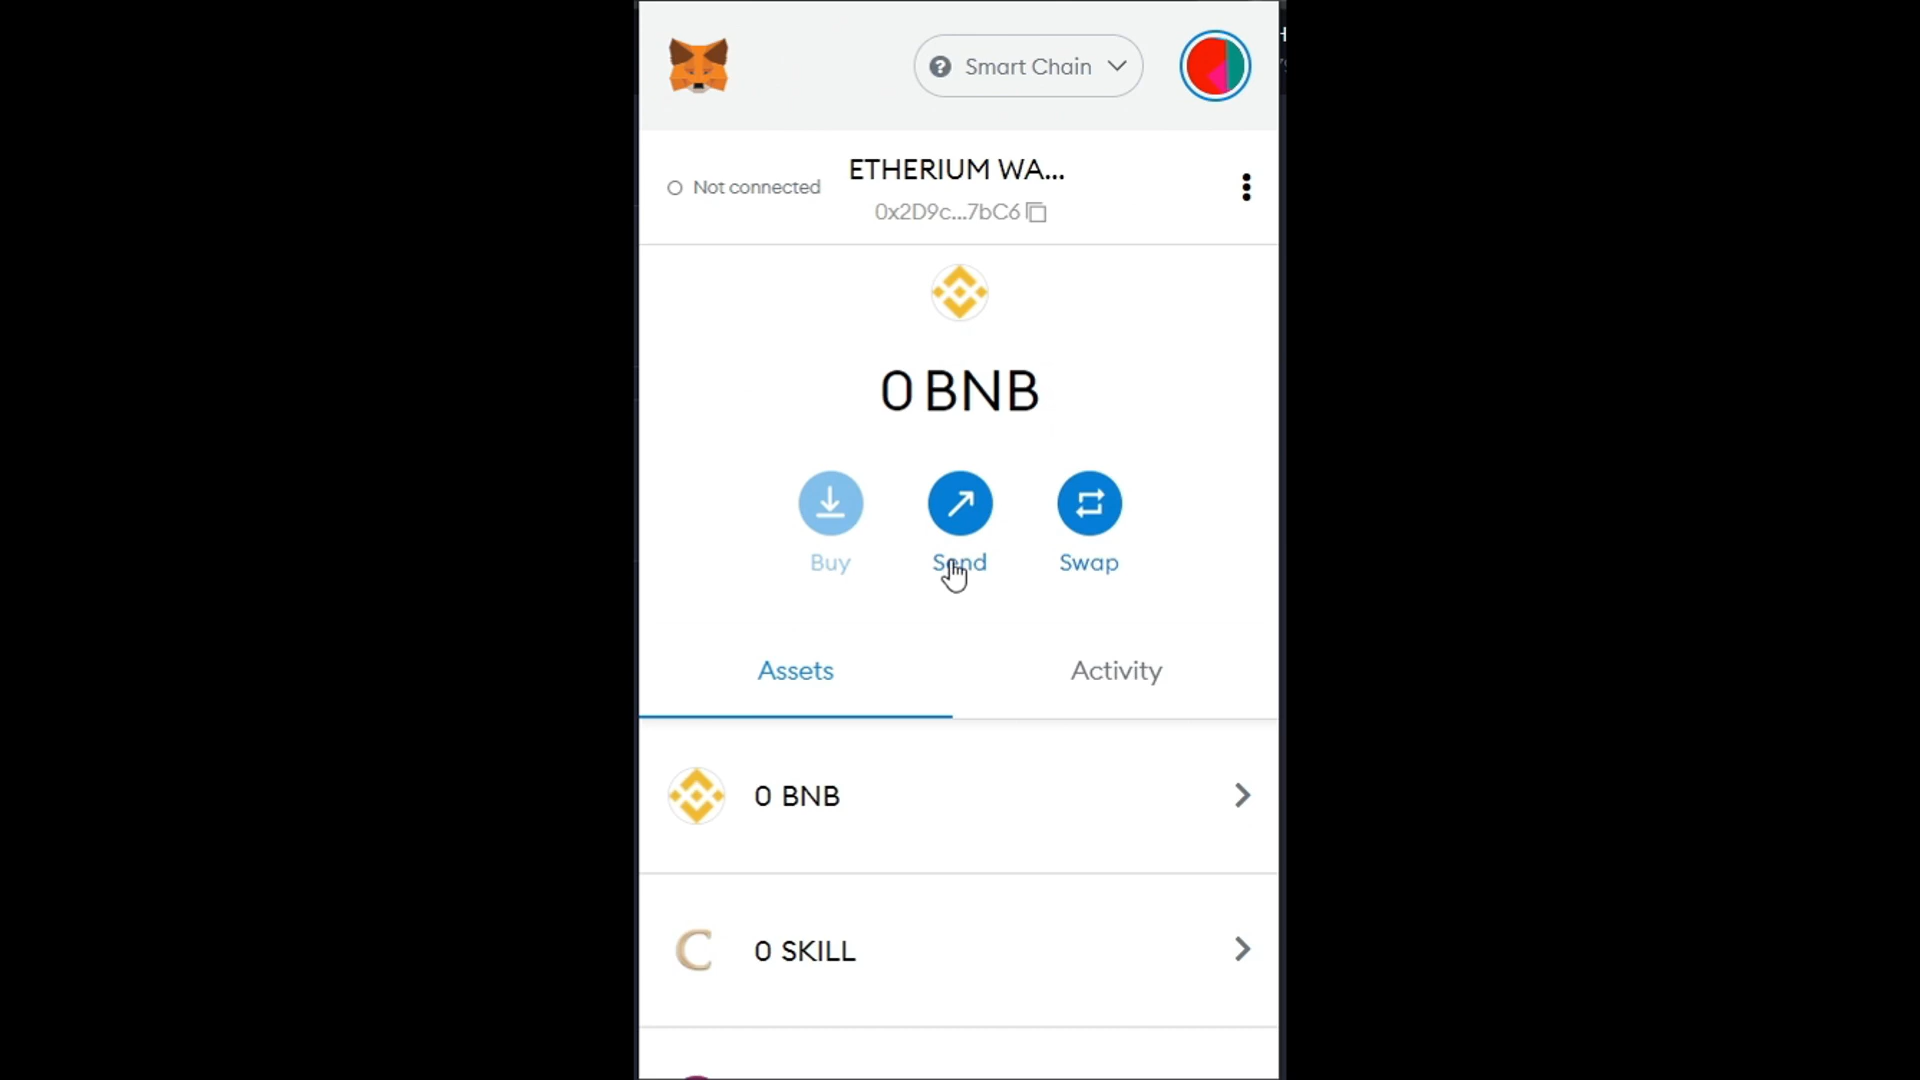 Smart Chain
ETHERIUM WA...
Not connected
0x2D9c...7bC6
0 BNB
Buy
Send
Swap
Assets
Activity
0 BNB
0 SKILL